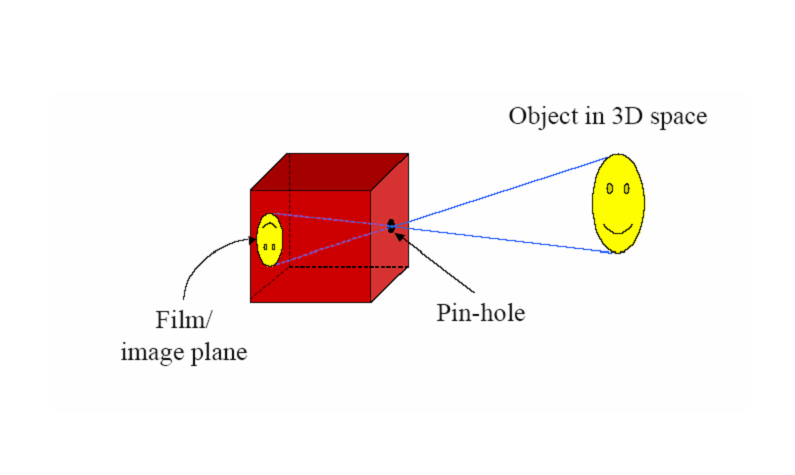 Object in 3D space
Pin-hole
Film/
image plane